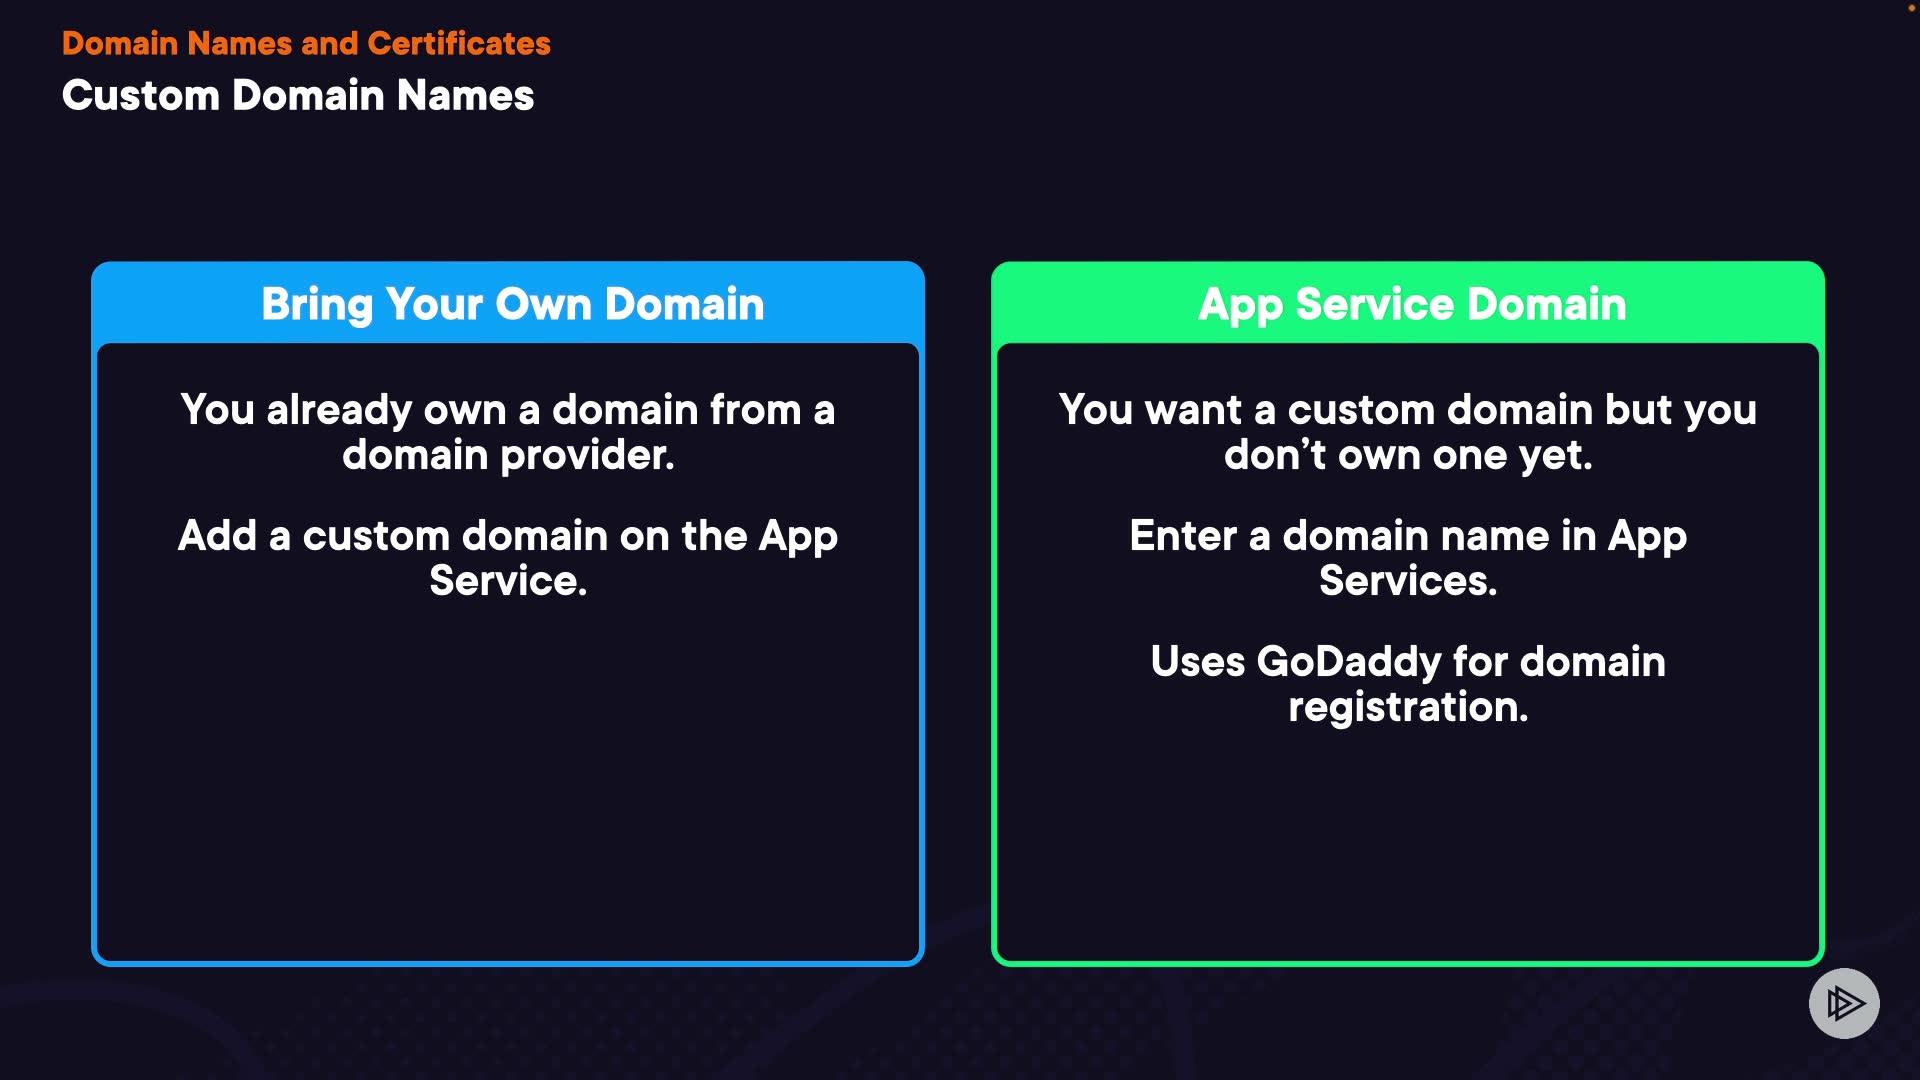 Domain Names and Certificates
Custom Domain Names
Bring Your Own Domain
You already own a domain from a
domain provider.
Add a custom domain on the App
Service.
App Service Domain
You want a custom domain but you
don’t own one yet.
Enter a domain name in App
Services.
Uses GoDaddy for domain
registration.